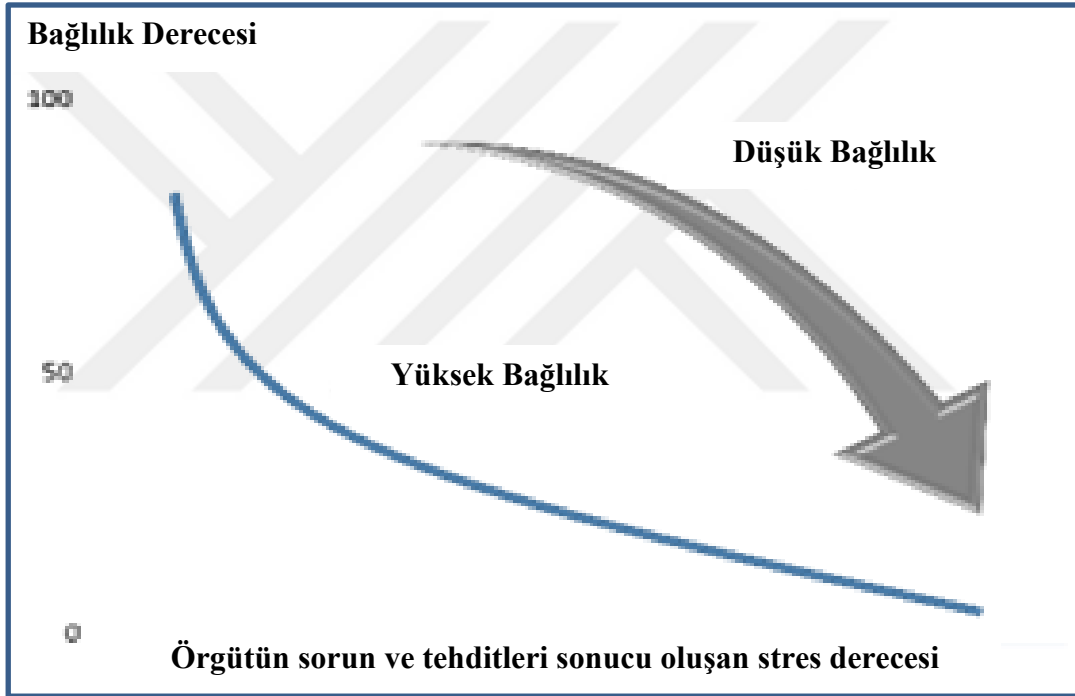 Bağlılık Derecesi
100
Düşük Bağlılık
50
Yüksek Bağlılık
0
Örgütün sorun ve tehditleri sonucu oluşan stres derecesi